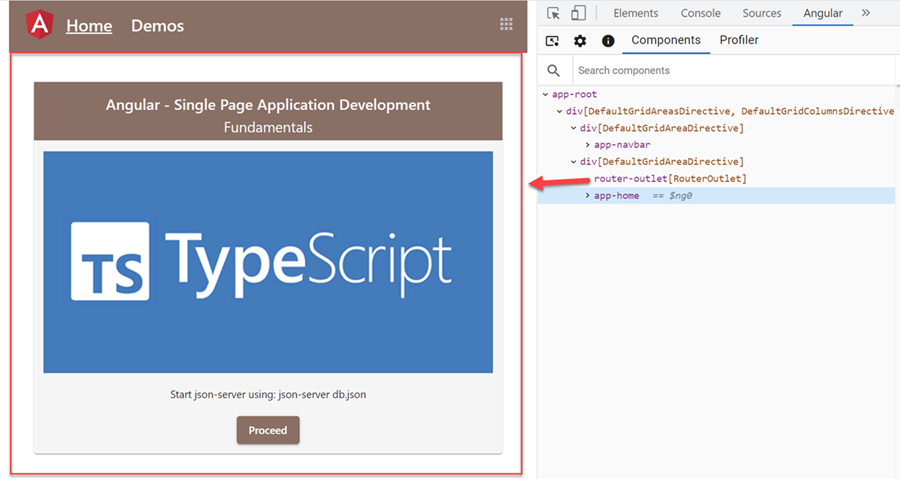 Home Demos
Angular - Single Page Application Development
Fundamentals
TS TypeScript
Start json-server using: json-server db.json
Proceed
Elements Console Sources Angular »
Components Profiler
Search components
app-root
div[DefaultGridAreasDirective, DefaultGridColumnsDirective
div[DefaultGridAreaDirective]
app-navbar
div[DefaultGridAreaDirective]
router-outlet[RouterOutlet]
app-home == $ng0